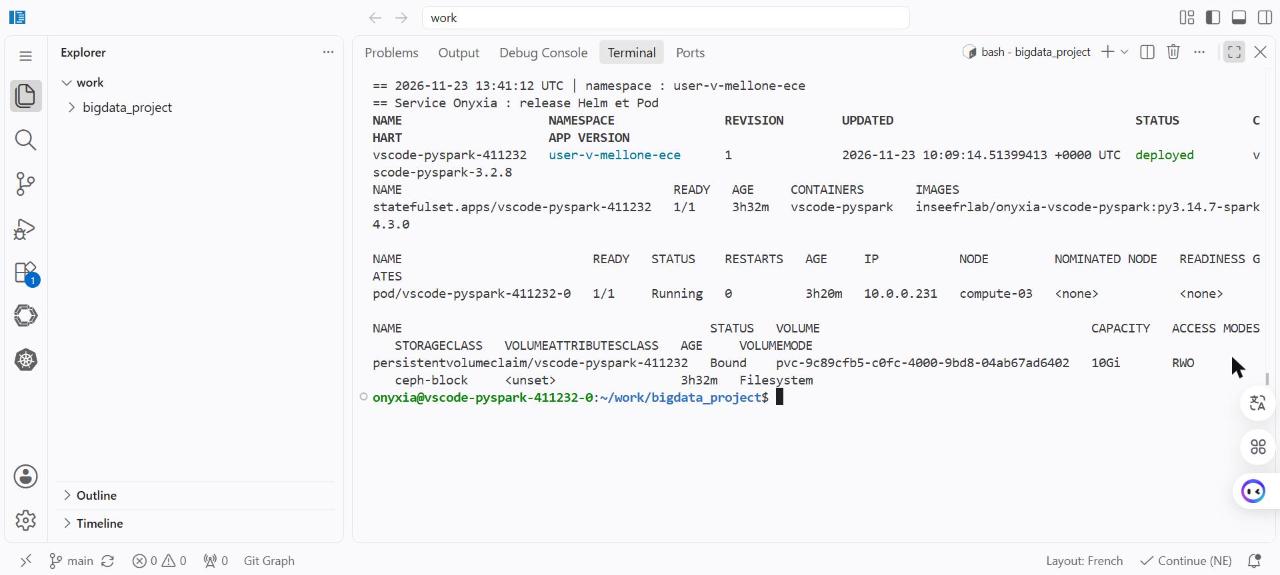 work
Explorer
work
bigdata_project
Outline
Timeline
Problems Output Debug Console Terminal Ports
bash - bigdata_project
== 2026-11-23 13:41:12 UTC | namespace : user-v-mellone-ece
== Service Onyxia : release Helm et Pod
NAME NAMESPACE REVISION UPDATED STATUS C
HART APP VERSION
vscode-pyspark-411232 user-v-mellone-ece 1 2026-11-23 10:09:14.51399413 +0000 UTC deployed v
scode-pyspark-3.2.8
NAME READY AGE CONTAINERS IMAGES
statefulset.apps/vscode-pyspark-411232 1/1 3h32m vscode-pyspark inseefrlab/onyxia-vscode-pyspark:py3.14.7-spark
4.3.0
NAME READY STATUS RESTARTS AGE IP NODE NOMINATED NODE READINESS G
ATES
pod/vscode-pyspark-411232-0 1/1 Running 0 3h20m 10.0.0.231 compute-03 <none> <none>
NAME STATUS VOLUME CAPACITY ACCESS MODES
STORAGECLASS VOLUMEATTRIBUTESCLASS AGE VOLUMEMODE
persistentvolumeclaim/vscode-pyspark-411232 Bound pvc-9c89cfb5-c0fc-4000-9bd8-04ab67ad6402 10Gi RWO
ceph-block <unset> 3h32m Filesystem
onyxia@vscode-pyspark-411232-0:~/work/bigdata_project$
1
main 0 0 0 Git Graph
Layout: French Continue (NE)